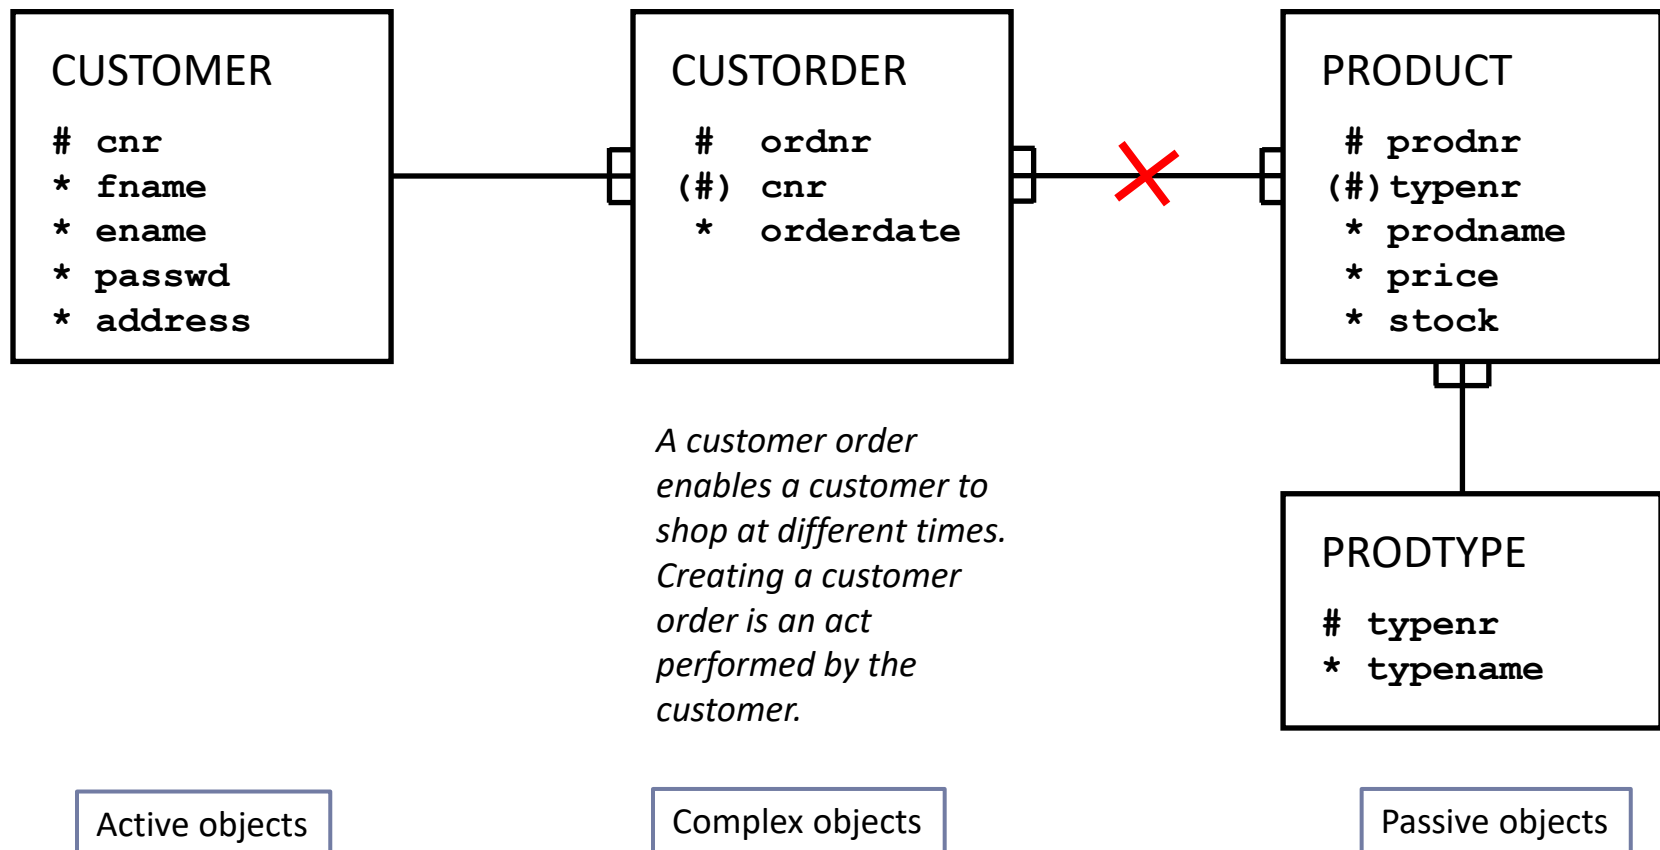 CUSTOMER
# cnr
* fname
* ename
* passwd
* address
CUSTORDER
# ordnr
(#) cnr
* orderdate
PRODUCT
# prodnr
(#)typenr
* prodname
* price
* stock
A customer order
enables a customer to
shop at different times.
Creating a customer
order is an act
performed by the
customer.
PRODTYPE
# typenr
* typename
Active objects
Complex objects
Passive objects